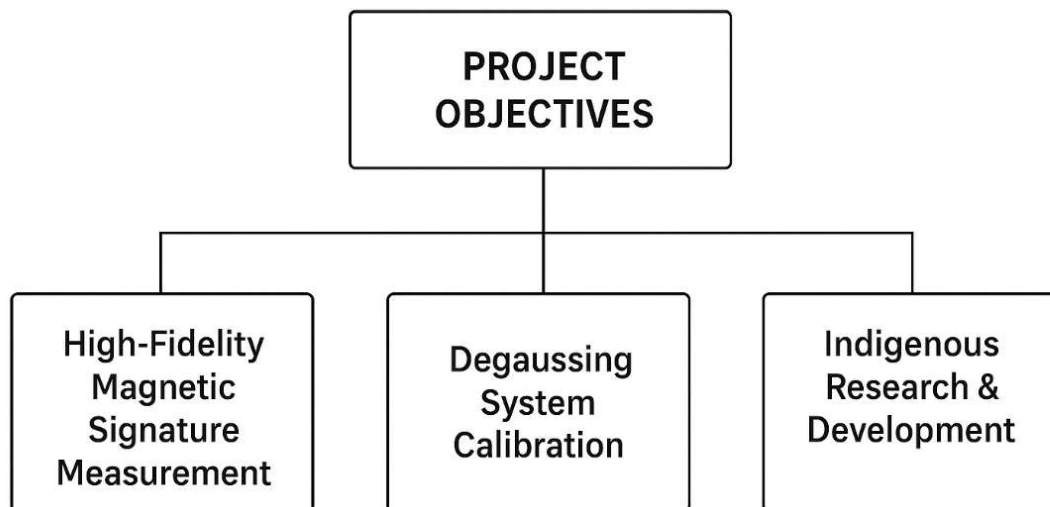 PROJECT
OBJECTIVES
High-Fidelity
Magnetic
Signature
Measurement
Degaussing
System
Calibration
Indigenous
Research &
Development